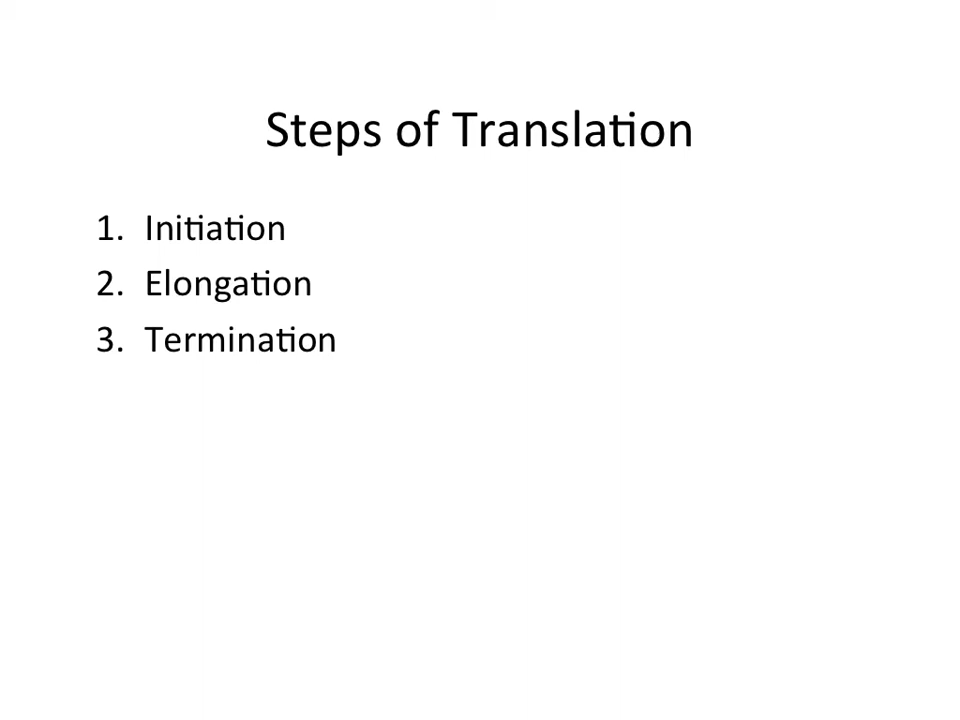 Steps of Translation
1. Initiation
2. Elongation
3. Termination